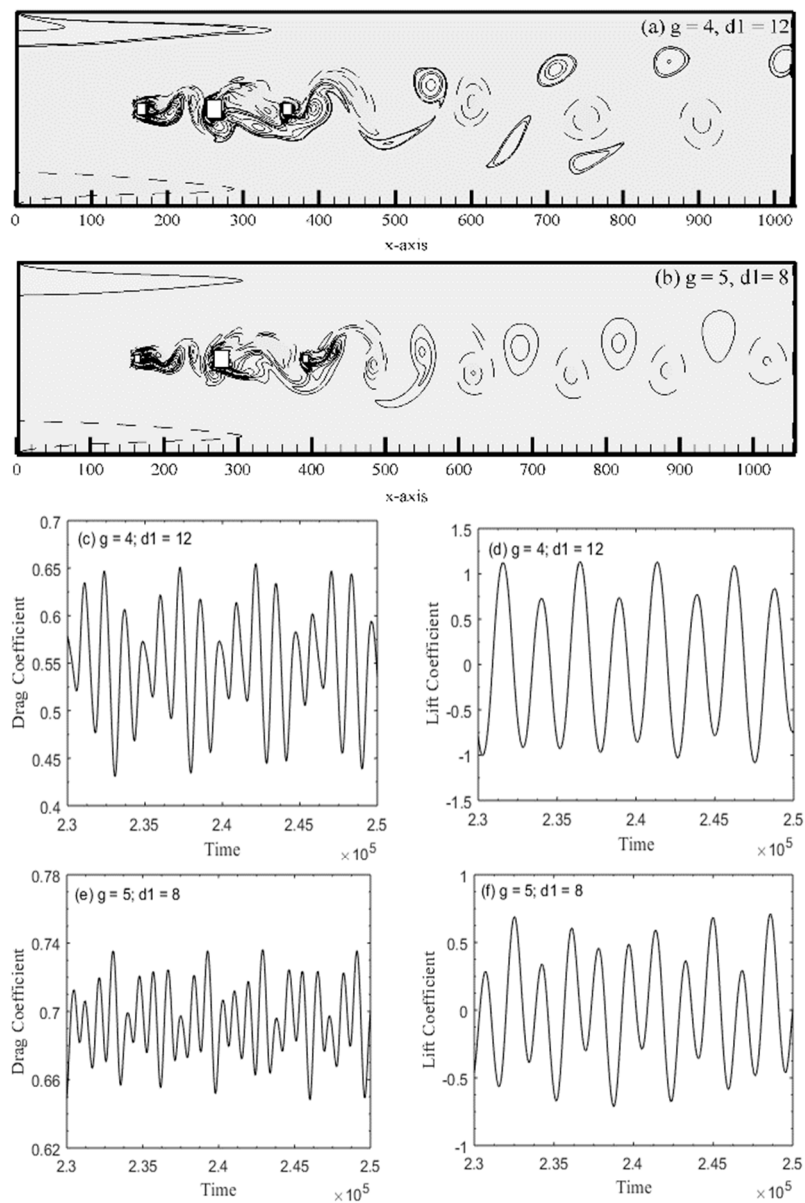 (a) g = 4, d1 = 12
0 100 200 300 400 500 600 700 800 900 1000
x-axis
(b) g = 5, d1= 8
0 100 200 300 400 500 600 700 800 900 1000
x-axis
(c) g = 4; d1 = 12
0.7
0.65
0.6
0.55
0.5
0.45
0.4
Drag Coefficient
2.3 2.35 2.4 2.45 2.5
Time
×10^5
(d) g = 4; d1 = 12
1.5
1
0.5
0
-0.5
-1
-1.5
Lift Coefficient
2.3 2.35 2.4 2.45 2.5
Time
×10^5
(e) g = 5; d1 = 8
0.78
0.74
0.7
0.66
0.62
Drag Coefficient
2.3 2.35 2.4 2.45 2.5
Time
×10^5
(f) g = 5; d1 = 8
1
0.5
0
-0.5
-1
Lift Coefficient
2.3 2.35 2.4 2.45 2.5
Time
×10^5